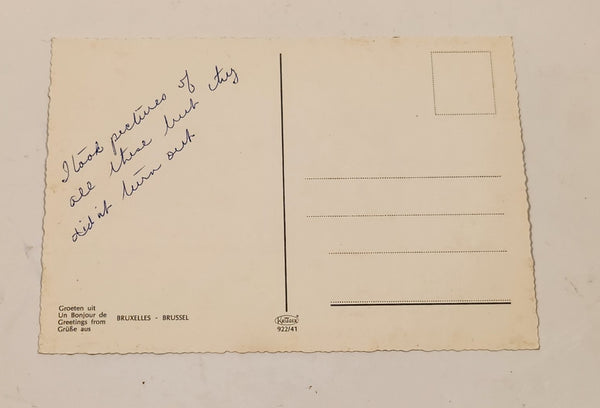 I took pictures of
all these but they
didn't turn out
Groeten uit
Un Bonjour de
Greetings from
Grüße aus
BRUXELLES - BRUSSEL
922/41